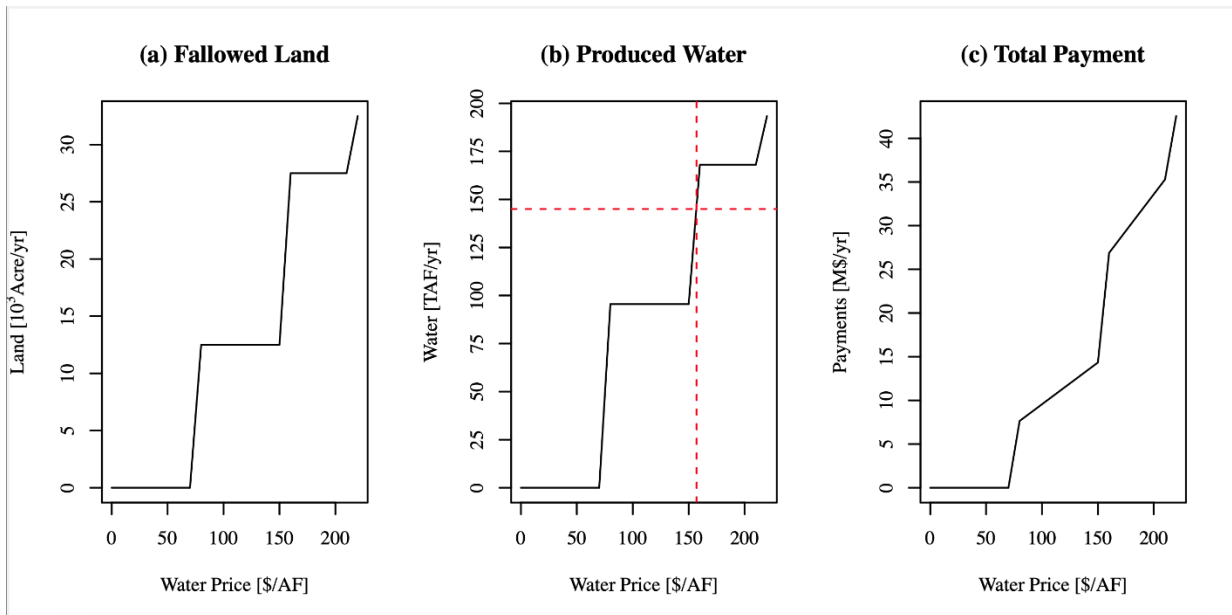 (a) Fallowed Land
Land [10³Acre/yr]
30
25
20
15
10
5
0
0 50 100 150 200
Water Price [$/AF]
(b) Produced Water
Water [TAF/yr]
200
175
150
125
100
75
50
25
0
0 50 100 150 200
Water Price [$/AF]
(c) Total Payment
Payments [M$/yr]
40
35
30
25
20
15
10
5
0
0 50 100 150 200
Water Price [$/AF]